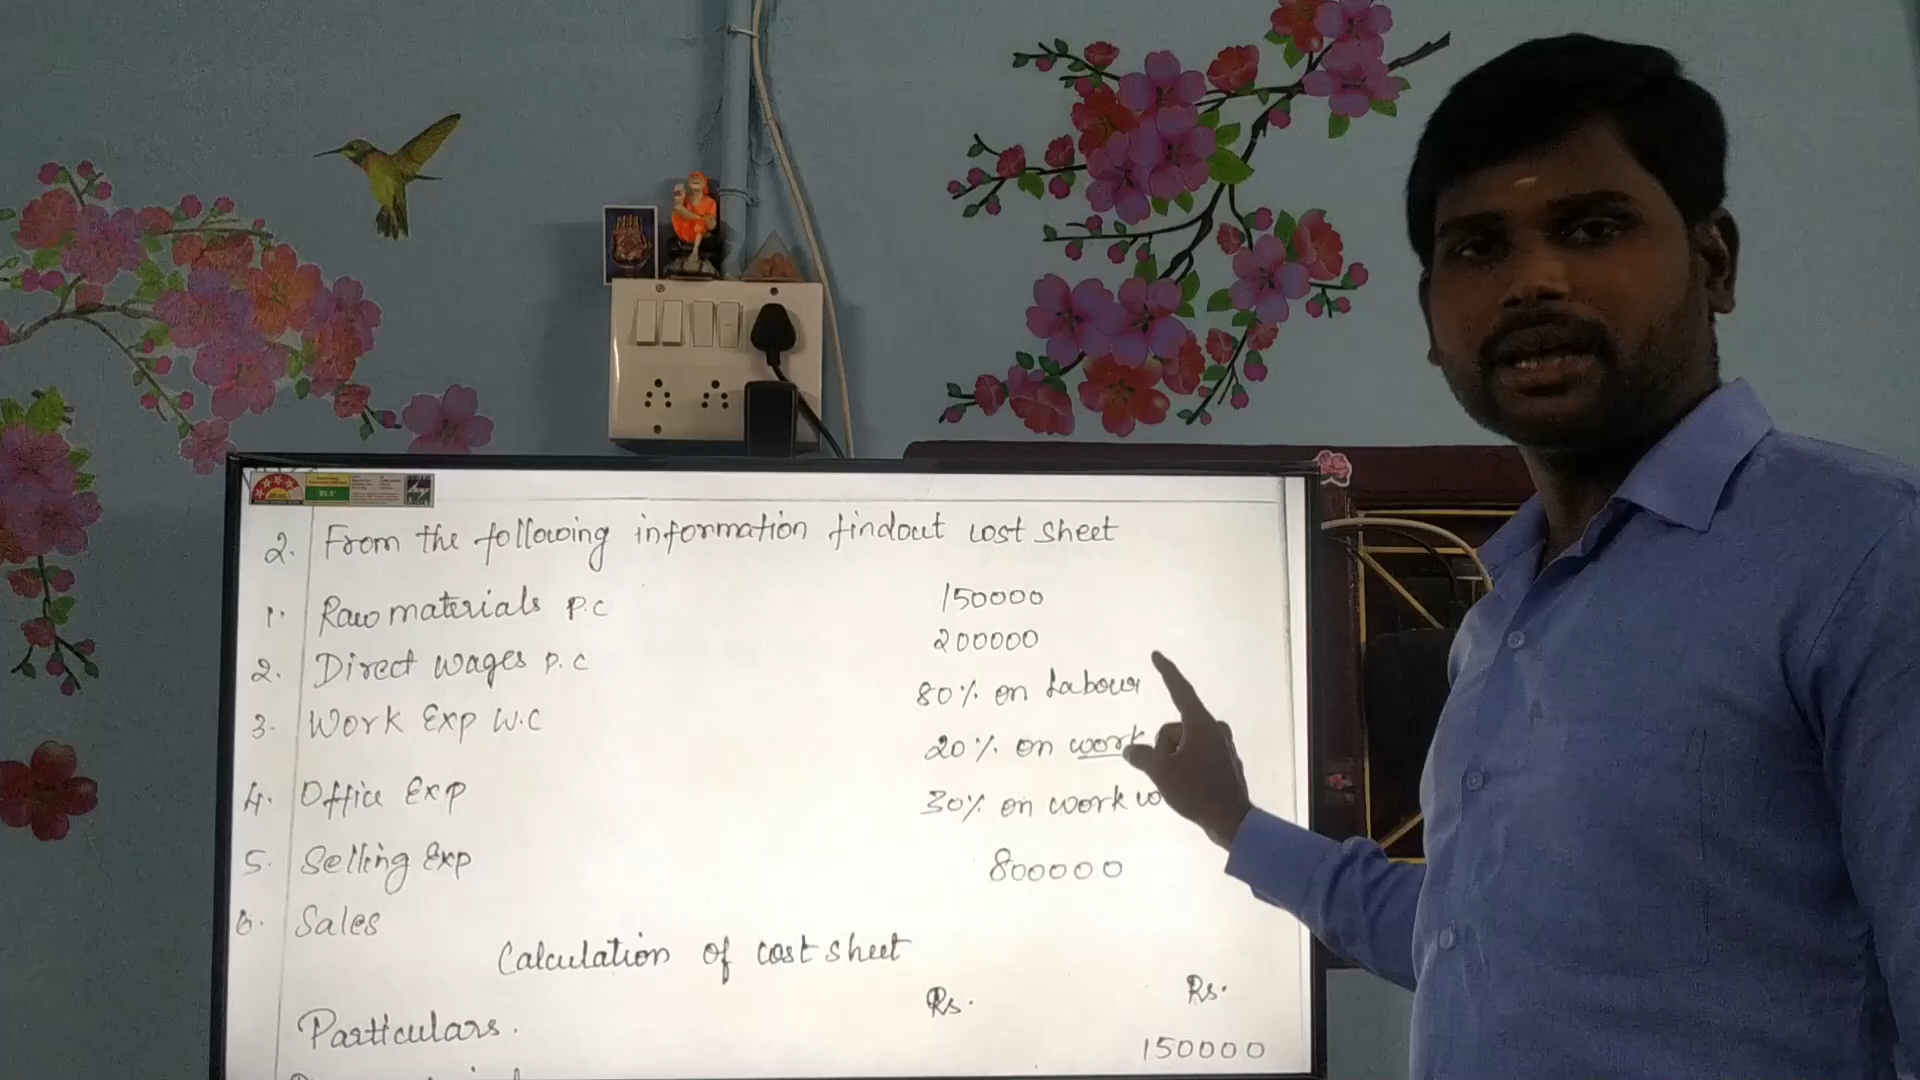 2. From the following information findout cost sheet
1. Raw materials P.C 150000
2. Direct wages P.C 200000
3. Work Exp W.C 80% on Labour
4. Office Exp 20% on work
5. Selling Exp 30% on work
6. Sales 800000
Calculation of cost sheet
Particulars. Rs. Rs.
150000